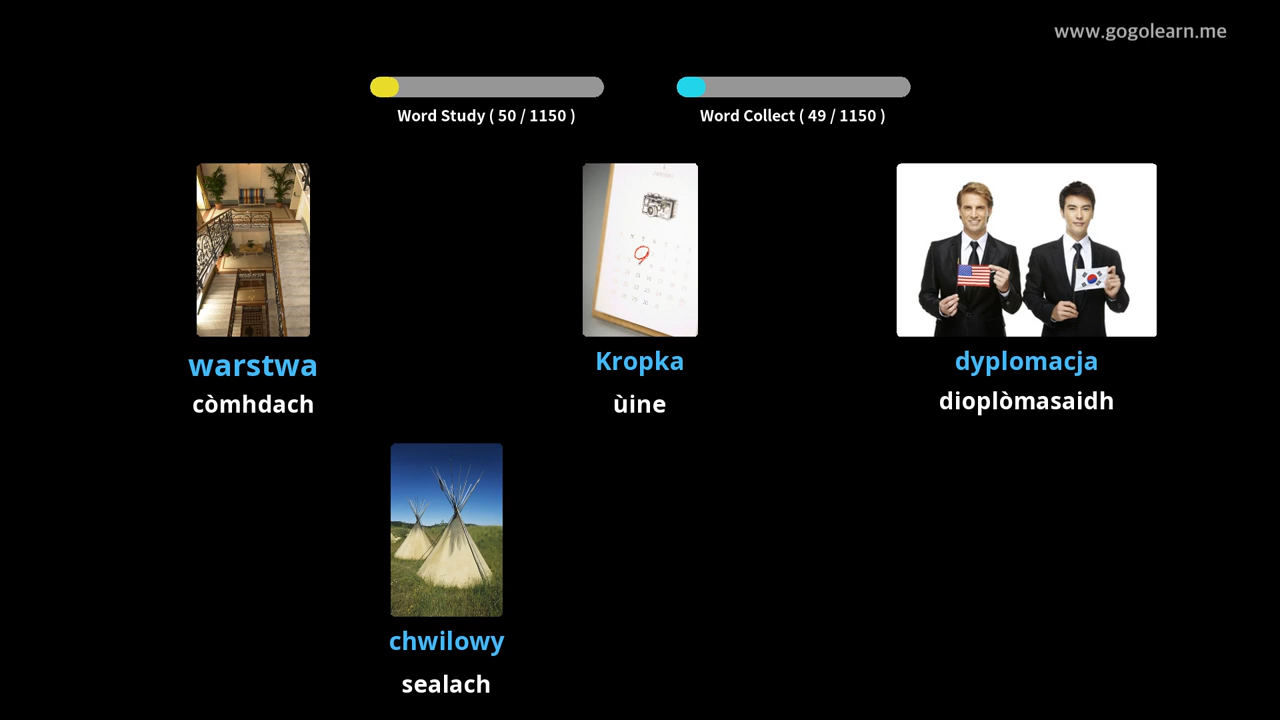 www.gogolearn.me
Word Study ( 50 / 1150 )
Word Collect ( 49 / 1150 )
warstwa
còmhdach
Kropka
ùine
dyplomacja
dioplòmasaidh
chwilowy
sealach